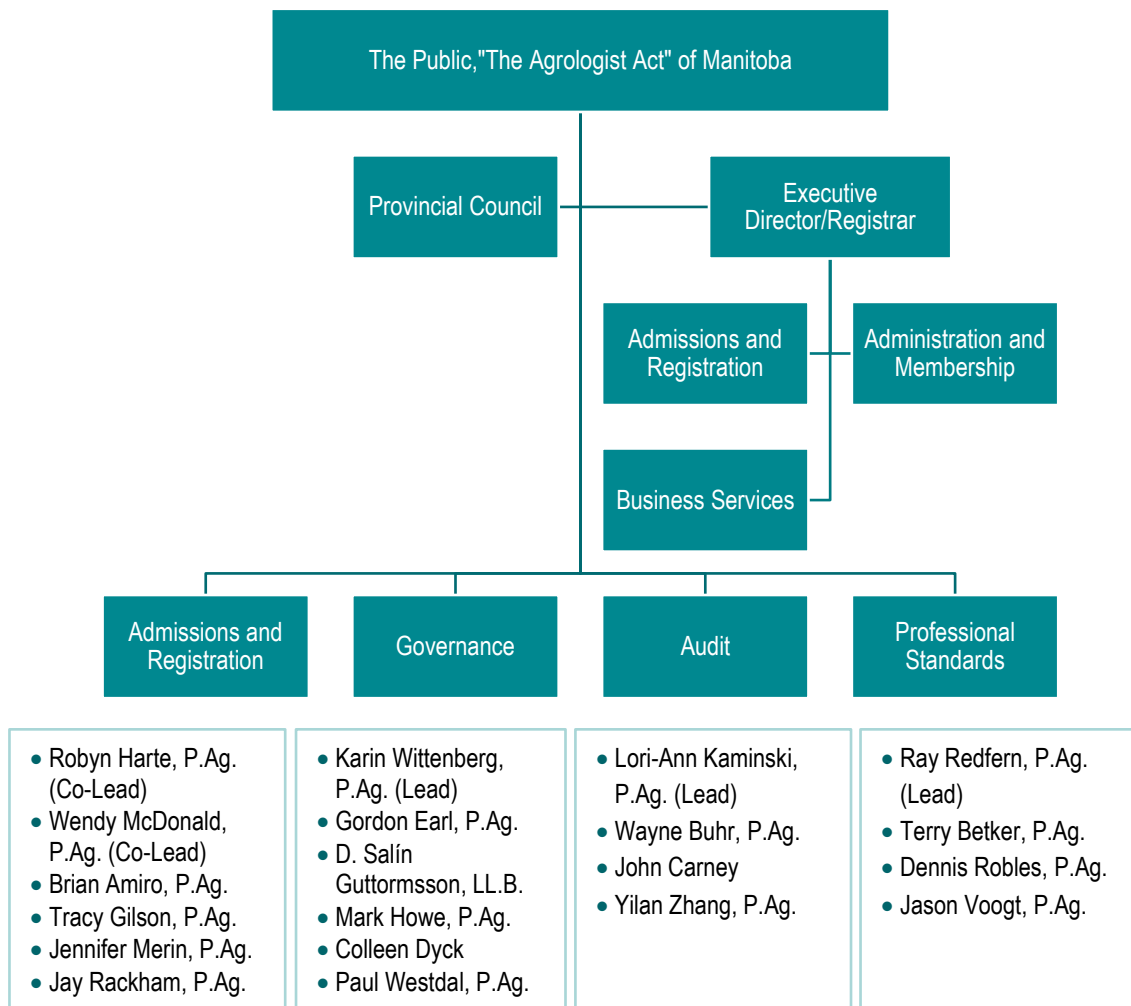 The Public,"The Agrologist Act" of Manitoba
Provincial Council
Executive
Director/Registrar
Admissions and
Registration
Administration and
Membership
Business Services
Admissions and
Registration
Governance
Audit
Professional
Standards
• Robyn Harte, P.Ag.
(Co-Lead)
• Wendy McDonald,
P.Ag. (Co-Lead)
• Brian Amiro, P.Ag.
• Tracy Gilson, P.Ag.
• Jennifer Merin, P.Ag.
• Jay Rackham, P.Ag.
• Karin Wittenberg,
P.Ag. (Lead)
• Gordon Earl, P.Ag.
• D. Salín
Guttormsson, LL.B.
• Mark Howe, P.Ag.
• Colleen Dyck
• Paul Westdal, P.Ag.
• Lori-Ann Kaminski,
P.Ag. (Lead)
• Wayne Buhr, P.Ag.
• John Carney
• Yilan Zhang, P.Ag.
• Ray Redfern, P.Ag.
(Lead)
• Terry Betker, P.Ag.
• Dennis Robles, P.Ag.
• Jason Voogt, P.Ag.